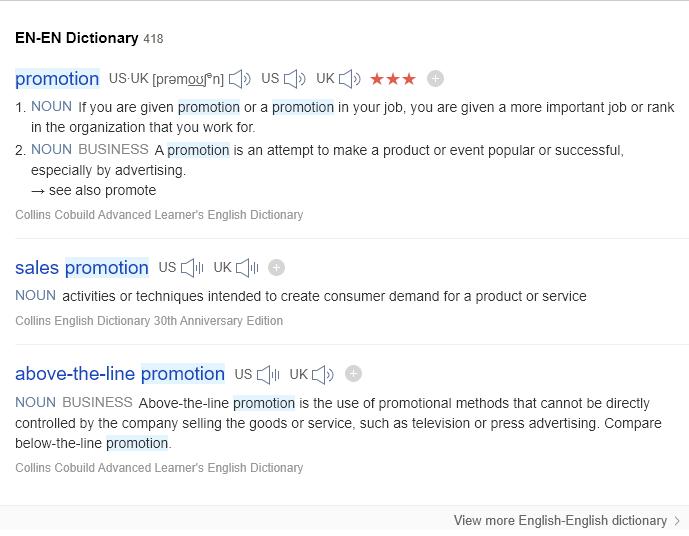 EN-EN Dictionary 418
promotion US·UK [prəmoʊʃᵊn] US UK ★★★
1. NOUN If you are given promotion or a promotion in your job, you are given a more important job or rank
in the organization that you work for.
2. NOUN BUSINESS A promotion is an attempt to make a product or event popular or successful,
especially by advertising.
→ see also promote
Collins Cobuild Advanced Learner's English Dictionary
sales promotion US UK
NOUN activities or techniques intended to create consumer demand for a product or service
Collins English Dictionary 30th Anniversary Edition
above-the-line promotion US UK
NOUN BUSINESS Above-the-line promotion is the use of promotional methods that cannot be directly
controlled by the company selling the goods or service, such as television or press advertising. Compare
below-the-line promotion.
Collins Cobuild Advanced Learner's English Dictionary
View more English-English dictionary >